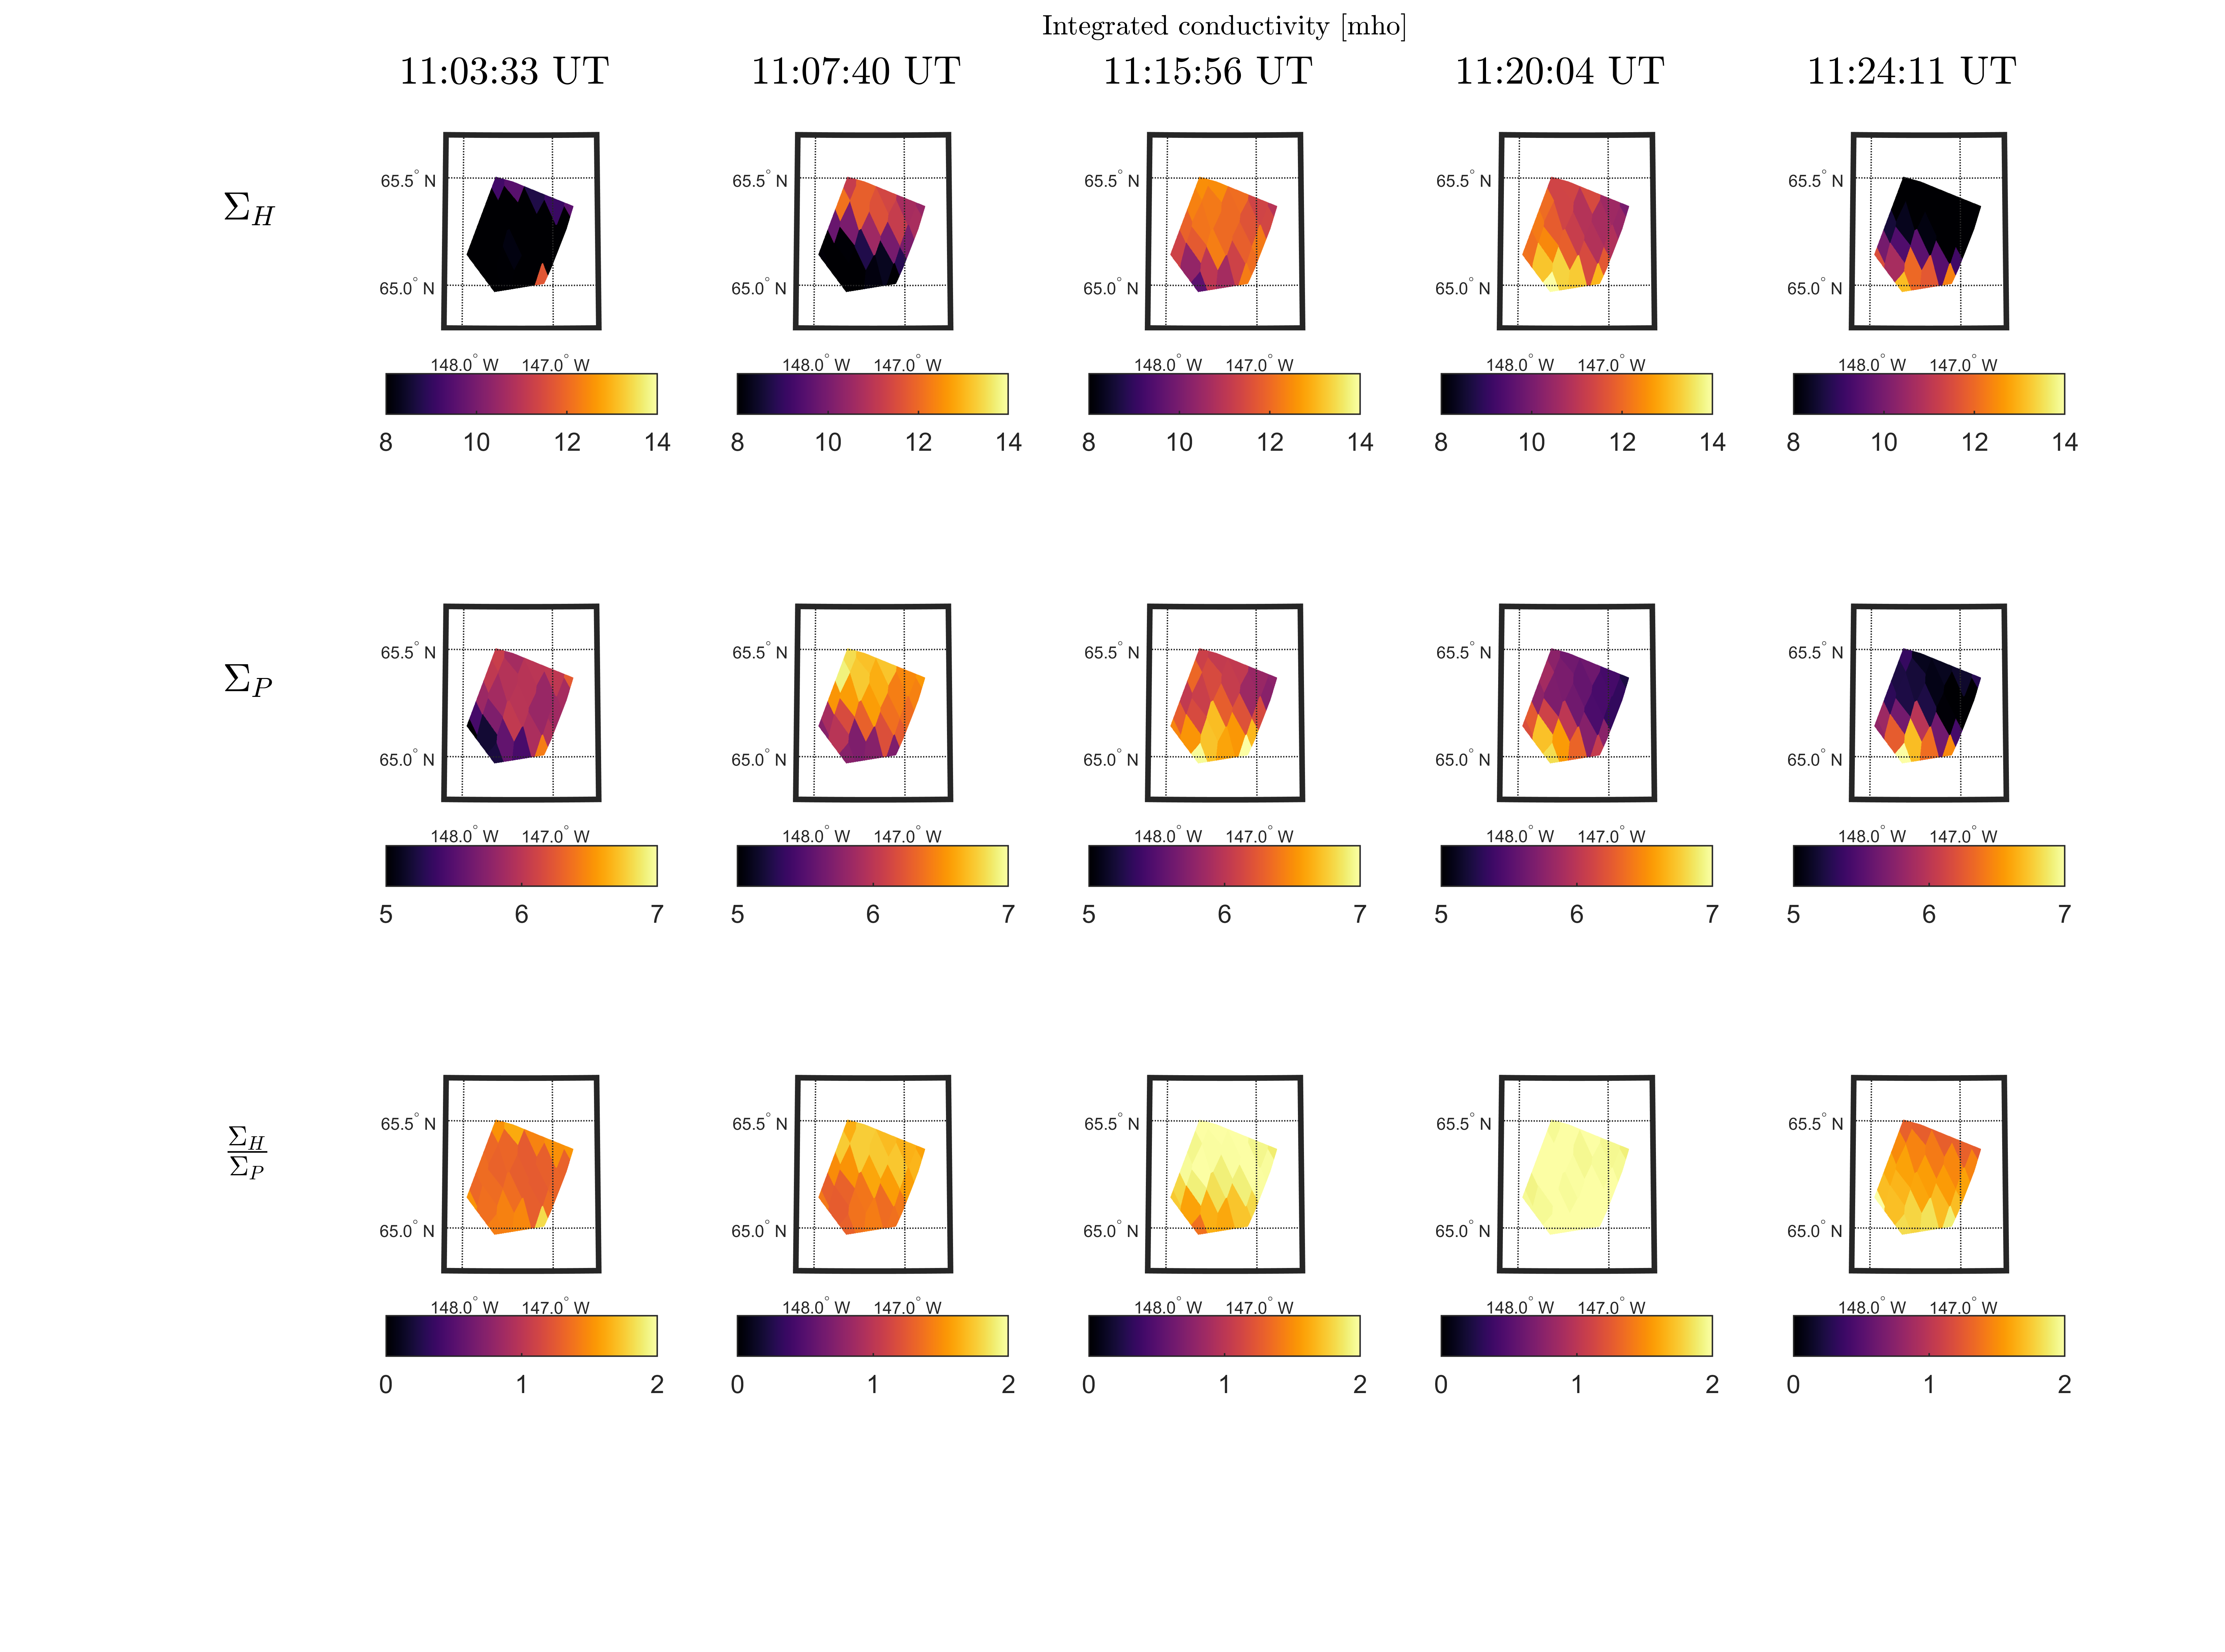 Integrated conductivity [mho]
11:03:33 UT 11:07:40 UT 11:15:56 UT 11:20:04 UT 11:24:11 UT
Σ_H
65.5° N 65.5° N 65.5° N 65.5° N 65.5° N
65.0° N 65.0° N 65.0° N 65.0° N 65.0° N
148.0° W 147.0° W 148.0° W 147.0° W 148.0° W 147.0° W 148.0° W 147.0° W 148.0° W 147.0° W
8 10 12 14 8 10 12 14 8 10 12 14 8 10 12 14 8 10 12 14
Σ_P
65.5° N 65.5° N 65.5° N 65.5° N 65.5° N
65.0° N 65.0° N 65.0° N 65.0° N 65.0° N
148.0° W 147.0° W 148.0° W 147.0° W 148.0° W 147.0° W 148.0° W 147.0° W 148.0° W 147.0° W
5 6 7 5 6 7 5 6 7 5 6 7 5 6 7
65.5° N 65.5° N 65.5° N 65.5° N 65.5° N
Σ_H
Σ_P
65.0° N 65.0° N 65.0° N 65.0° N 65.0° N
148.0° W 147.0° W 148.0° W 147.0° W 148.0° W 147.0° W 148.0° W 147.0° W 148.0° W 147.0° W
0 1 2 0 1 2 0 1 2 0 1 2 0 1 2